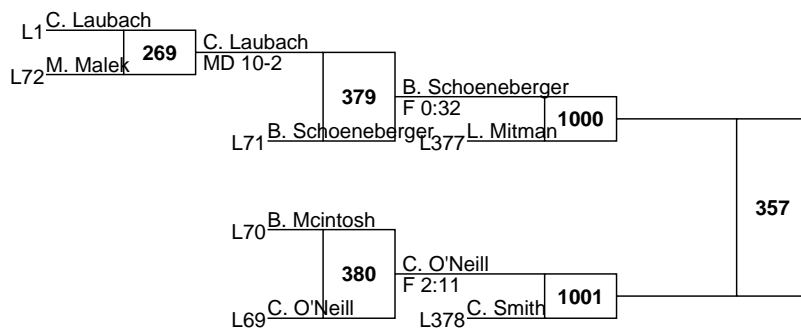 L1 C. Laubach
269
C. Laubach
MD 10-2
L72 M. Malek
379
B. Schoeneberger
F 0:32
1000
L71 B. Schoeneberger
L377 L. Mitman
357
L70 B. Mcintosh
380
C. O'Neill
F 2:11
1001
L69 C. O'Neill
L378 C. Smith